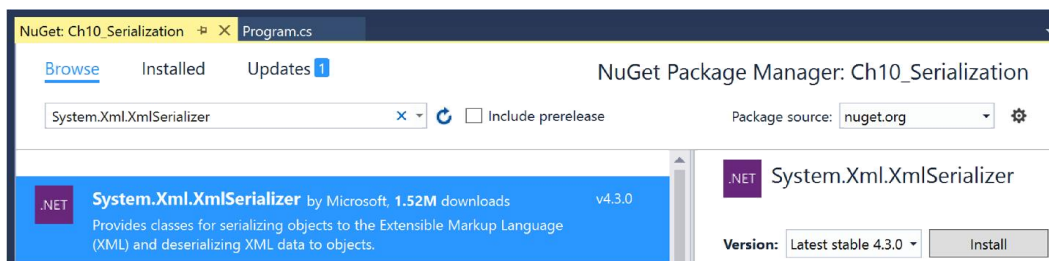 NuGet: Ch10_Serialization Program.cs
Browse Installed Updates 1 NuGet Package Manager: Ch10_Serialization
System.Xml.XmlSerializer Include prerelease Package source: nuget.org
.NET System.Xml.XmlSerializer by Microsoft, 1.52M downloads v4.3.0
Provides classes for serializing objects to the Extensible Markup Language
(XML) and deserializing XML data to objects.
.NET System.Xml.XmlSerializer
Version: Latest stable 4.3.0 Install